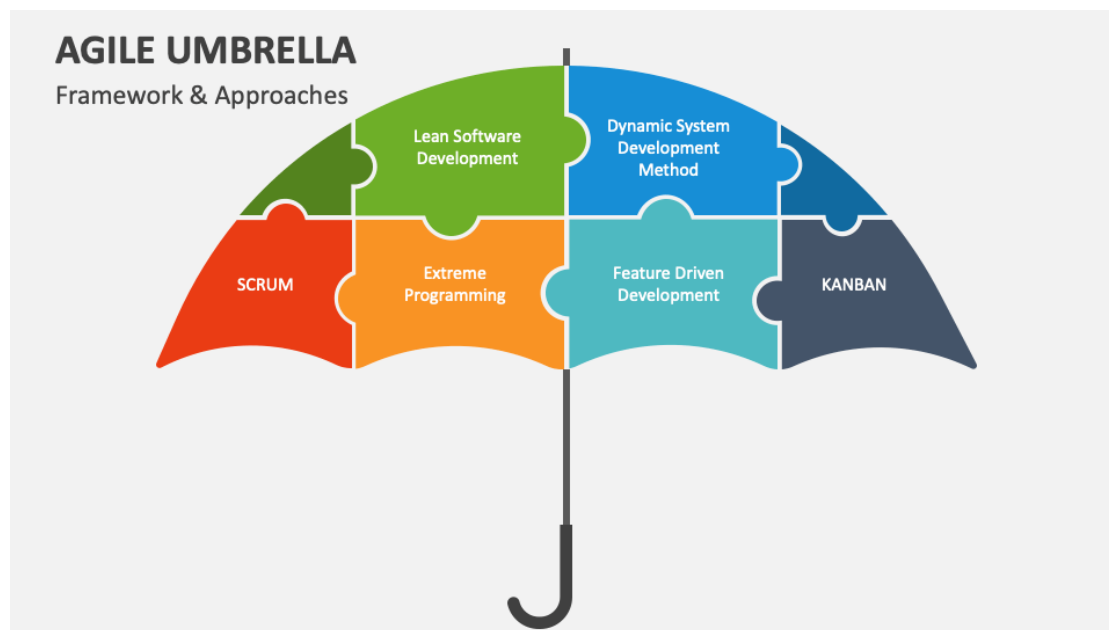 AGILE UMBRELLA
Framework & Approaches
Lean Software
Development
Dynamic System
Development
Method
SCRUM
Extreme
Programming
Feature Driven
Development
KANBAN